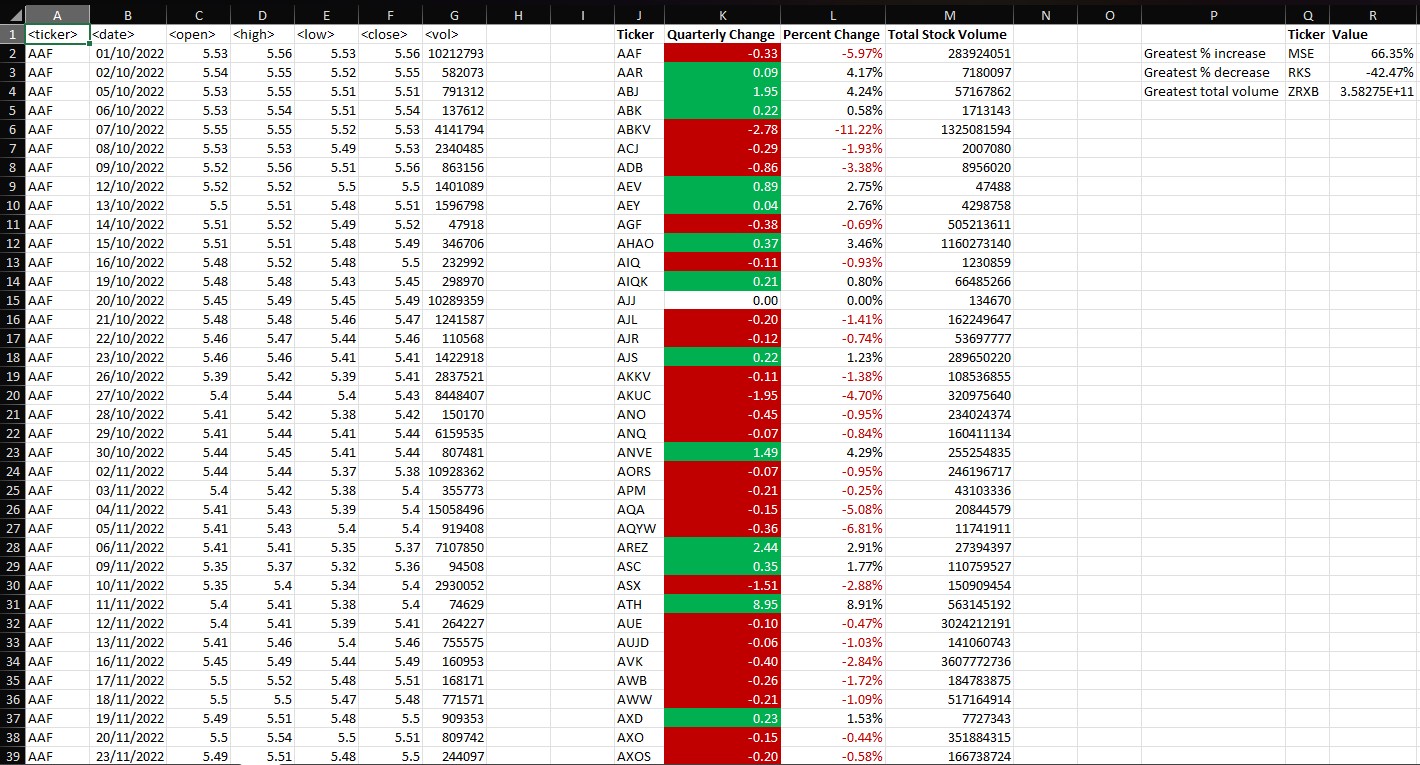 A B C D E F G H I J K L M N O P Q R
1 <ticker> <date> <open> <high> <low> <close> <vol> Ticker Quarterly Change Percent Change Total Stock Volume Ticker Value
2 AAF 01/10/2022 5.53 5.56 5.53 5.56 10212793 AAF -0.33 -5.97% 283924051 Greatest % increase MSE 66.35%
3 AAF 02/10/2022 5.54 5.55 5.52 5.55 582073 AAR 0.09 4.17% 7180097 Greatest % decrease RKS -42.47%
4 AAF 05/10/2022 5.53 5.55 5.51 5.51 791312 ABJ 1.95 4.24% 57167862 Greatest total volume ZRXB 3.58275E+11
5 AAF 06/10/2022 5.53 5.54 5.51 5.54 137612 ABK 0.22 0.58% 1713143
6 AAF 07/10/2022 5.55 5.55 5.52 5.53 4141794 ABKV -2.78 -11.22% 1325081594
7 AAF 08/10/2022 5.53 5.53 5.49 5.53 2340485 ACJ -0.29 -1.93% 2007080
8 AAF 09/10/2022 5.52 5.56 5.51 5.56 863156 ADB -0.86 -3.38% 8956020
9 AAF 12/10/2022 5.52 5.52 5.5 5.5 1401089 AEV 0.89 2.75% 47488
10 AAF 13/10/2022 5.5 5.51 5.48 5.51 1596798 AEY 0.04 2.76% 4298758
11 AAF 14/10/2022 5.51 5.52 5.49 5.52 47918 AGF -0.38 -0.69% 505213611
12 AAF 15/10/2022 5.51 5.51 5.48 5.49 346706 AHAO 0.37 3.46% 1160273140
13 AAF 16/10/2022 5.48 5.52 5.48 5.5 232992 AIQ -0.11 -0.93% 1230859
14 AAF 19/10/2022 5.48 5.48 5.43 5.45 298970 AIQK 0.21 0.80% 66485266
15 AAF 20/10/2022 5.45 5.49 5.45 5.49 10289359 AJJ 0.00 0.00% 134670
16 AAF 21/10/2022 5.48 5.48 5.46 5.47 1241587 AJL -0.20 -1.41% 162249647
17 AAF 22/10/2022 5.46 5.47 5.44 5.46 110568 AJR -0.12 -0.74% 53697777
18 AAF 23/10/2022 5.46 5.46 5.41 5.41 1422918 AJS 0.22 1.23% 289650220
19 AAF 26/10/2022 5.39 5.42 5.39 5.41 2837521 AKKV -0.11 -1.38% 108536855
20 AAF 27/10/2022 5.4 5.44 5.4 5.43 8448407 AKUC -1.95 -4.70% 320975640
21 AAF 28/10/2022 5.41 5.42 5.38 5.42 150170 ANO -0.45 -0.95% 234024374
22 AAF 29/10/2022 5.41 5.44 5.41 5.44 6159535 ANQ -0.07 -0.84% 160411134
23 AAF 30/10/2022 5.44 5.45 5.41 5.44 807481 ANVE 1.49 4.29% 255254835
24 AAF 02/11/2022 5.44 5.44 5.37 5.38 10928362 AORS -0.07 -0.95% 246196717
25 AAF 03/11/2022 5.4 5.42 5.38 5.4 355773 APM -0.21 -0.25% 43103336
26 AAF 04/11/2022 5.41 5.43 5.39 5.4 15058496 AQA -0.15 -5.08% 20844579
27 AAF 05/11/2022 5.41 5.43 5.4 5.4 919408 AQYW -0.36 -6.81% 11741911
28 AAF 06/11/2022 5.41 5.41 5.35 5.37 7107850 AREZ 2.44 2.91% 27394397
29 AAF 09/11/2022 5.35 5.37 5.32 5.36 94508 ASC 0.35 1.77% 110759527
30 AAF 10/11/2022 5.35 5.4 5.34 5.4 2930052 ASX -1.51 -2.88% 150909454
31 AAF 11/11/2022 5.4 5.41 5.38 5.4 74629 ATH 8.95 8.91% 563145192
32 AAF 12/11/2022 5.4 5.41 5.39 5.41 264227 AUE -0.10 -0.47% 3024212191
33 AAF 13/11/2022 5.41 5.46 5.4 5.46 755575 AUJD -0.06 -1.03% 141060743
34 AAF 16/11/2022 5.45 5.49 5.44 5.49 160953 AVK -0.40 -2.84% 3607772736
35 AAF 17/11/2022 5.5 5.52 5.48 5.51 168171 AWB -0.26 -1.72% 184783875
36 AAF 18/11/2022 5.5 5.5 5.47 5.48 771571 AWW -0.21 -1.09% 517164914
37 AAF 19/11/2022 5.49 5.51 5.48 5.5 909353 AXD 0.23 1.53% 7727343
38 AAF 20/11/2022 5.5 5.54 5.5 5.51 809742 AXO -0.15 -0.44% 351884315
39 AAF 23/11/2022 5.49 5.51 5.48 5.5 244097 AXOS -0.20 -0.58% 166738724